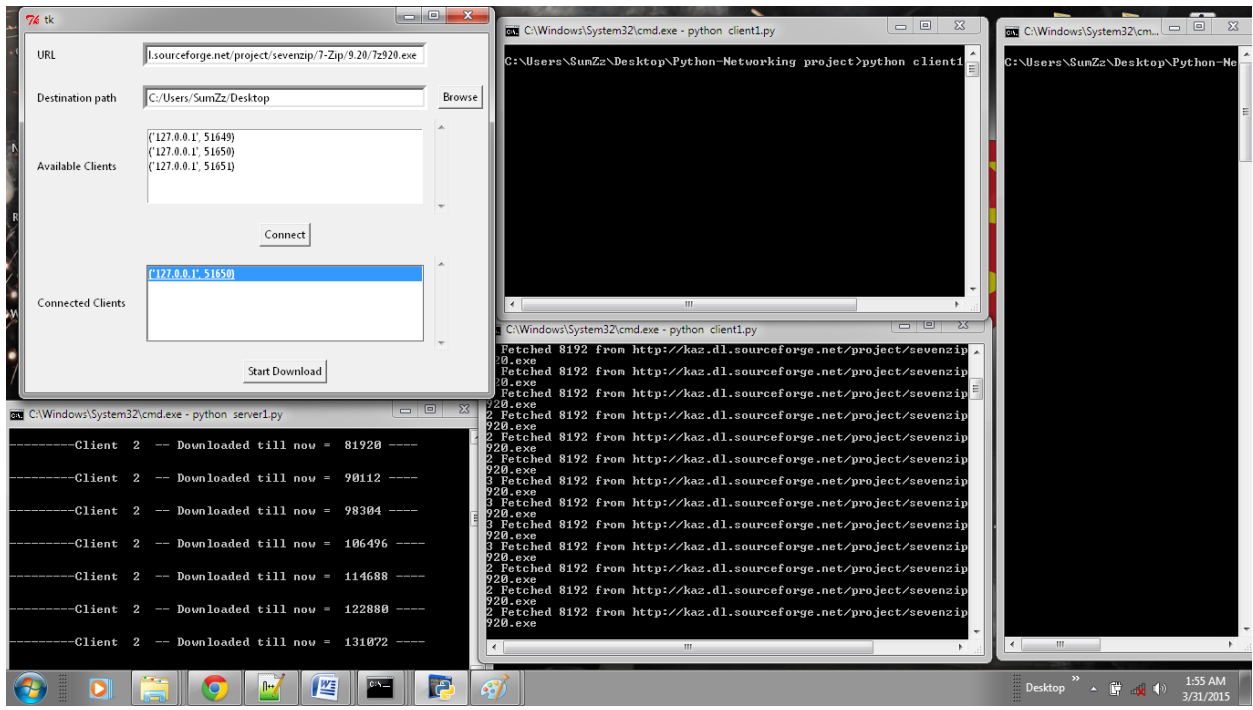 tk
URL
l.sourceforge.net/project/sevenzip/7-Zip/9.20/7z920.exe
Destination path
C:/Users/SumZz/Desktop
Browse
Available Clients
('127.0.0.1', 51649)
('127.0.0.1', 51650)
('127.0.0.1', 51651)
Connect
Connected Clients
('127.0.0.1', 51650)
Start Download
C:\Windows\System32\cmd.exe - python client1.py
C:\Users\SumZz\Desktop\Python-Networking project>python client1
C:\Windows\System32\cm...
C:\Users\SumZz\Desktop\Python-Ne
C:\Windows\System32\cmd.exe - python server1.py
---------Client 2 -- Downloaded till now = 81920 ----
---------Client 2 -- Downloaded till now = 90112 ----
---------Client 2 -- Downloaded till now = 98304 ----
---------Client 2 -- Downloaded till now = 106496 ----
---------Client 2 -- Downloaded till now = 114688 ----
---------Client 2 -- Downloaded till now = 122880 ----
---------Client 2 -- Downloaded till now = 131072 ----
C:\Windows\System32\cmd.exe - python client1.py
Fetched 8192 from http://kaz.dl.sourceforge.net/project/sevenzip
20.exe
Fetched 8192 from http://kaz.dl.sourceforge.net/project/sevenzip
20.exe
Fetched 8192 from http://kaz.dl.sourceforge.net/project/sevenzip
920.exe
2 Fetched 8192 from http://kaz.dl.sourceforge.net/project/sevenzip
920.exe
2 Fetched 8192 from http://kaz.dl.sourceforge.net/project/sevenzip
920.exe
2 Fetched 8192 from http://kaz.dl.sourceforge.net/project/sevenzip
920.exe
3 Fetched 8192 from http://kaz.dl.sourceforge.net/project/sevenzip
920.exe
3 Fetched 8192 from http://kaz.dl.sourceforge.net/project/sevenzip
920.exe
3 Fetched 8192 from http://kaz.dl.sourceforge.net/project/sevenzip
920.exe
3 Fetched 8192 from http://kaz.dl.sourceforge.net/project/sevenzip
920.exe
2 Fetched 8192 from http://kaz.dl.sourceforge.net/project/sevenzip
920.exe
2 Fetched 8192 from http://kaz.dl.sourceforge.net/project/sevenzip
920.exe
2 Fetched 8192 from http://kaz.dl.sourceforge.net/project/sevenzip
920.exe
Desktop
1:55 AM
3/31/2015